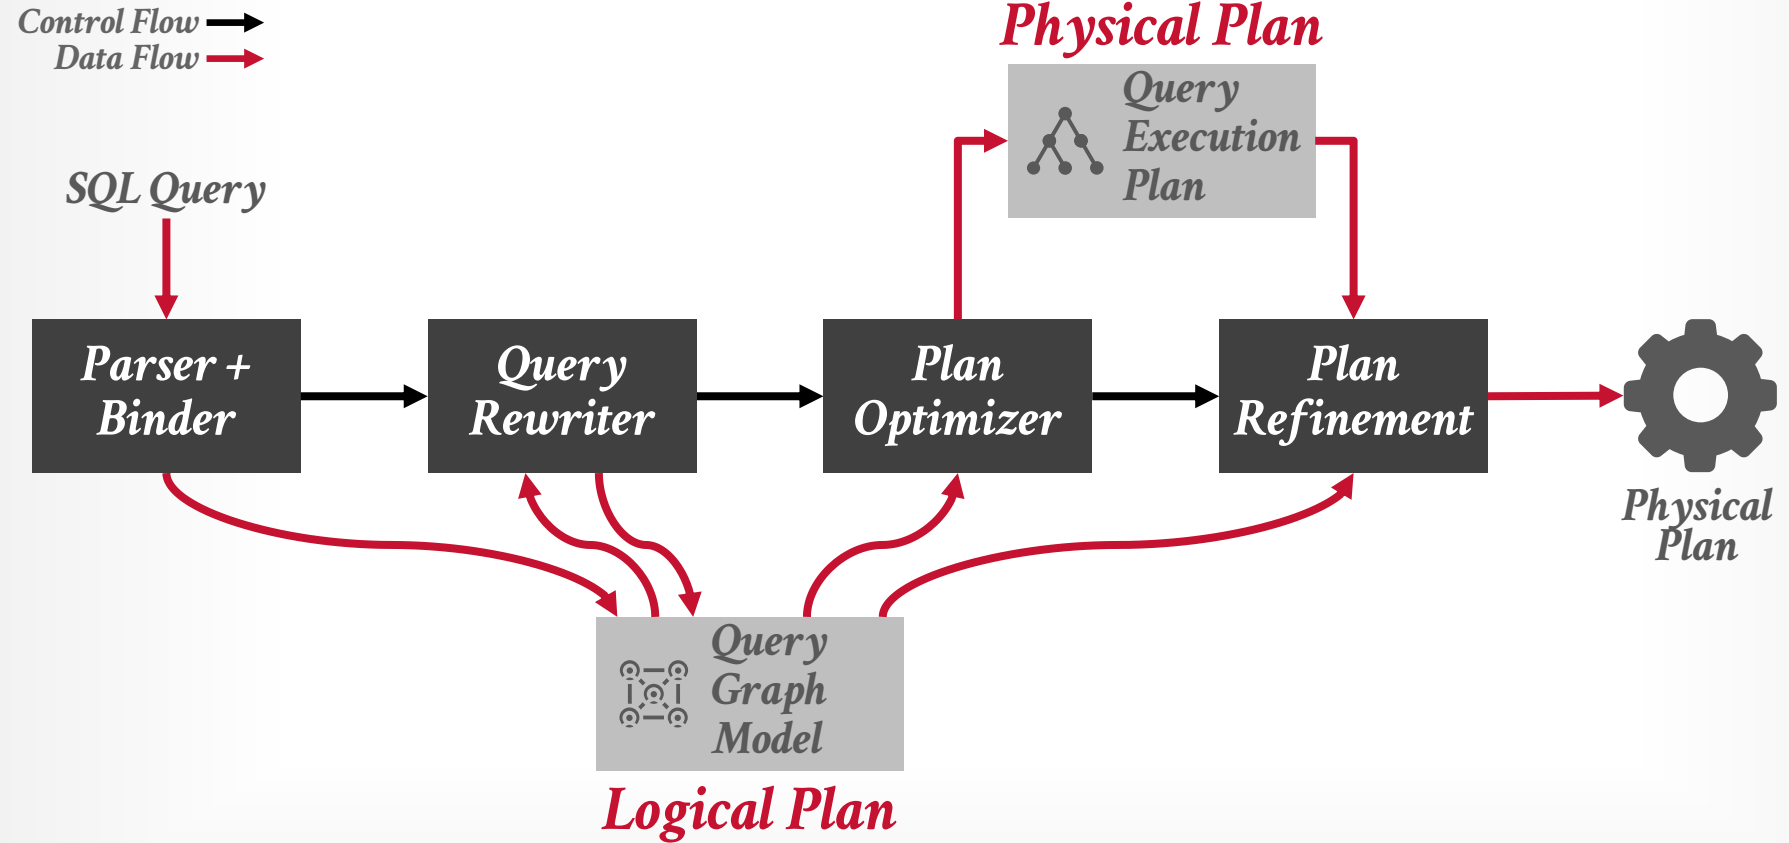 Control Flow
Data Flow
Physical Plan
Query
Execution
Plan
SQL Query
Parser +
Binder
Query
Rewriter
Plan
Optimizer
Plan
Refinement
Physical
Plan
Query
Graph
Model
Logical Plan